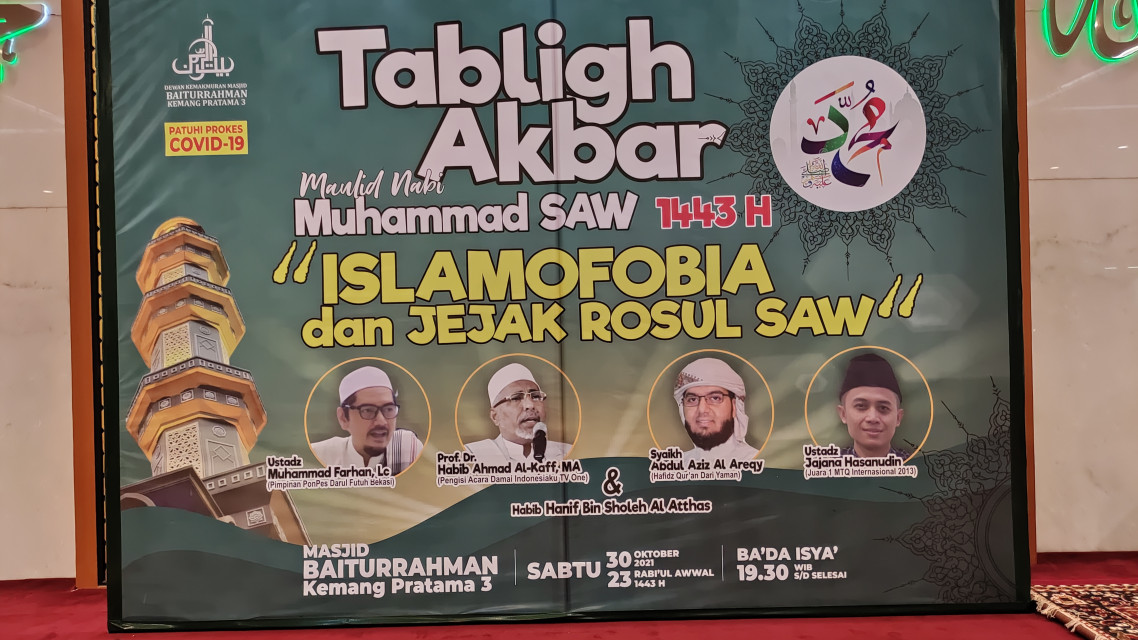 DEWAN KEMAKMURAN MASJID
BAITURRAHMAN
KEMANG PRATAMA 3
PATUHI PROKES
COVID-19
Tabligh
Akbar
Maulid Nabi
Muhammad SAW 1443 H
محمد
"ISLAMOFOBIA
dan JEJAK ROSUL SAW"
Ustadz
Muhammad Farhan, Lc
(Pimpinan PonPes Darul Futuh Bekasi)
Prof. Dr.
Habib Ahmad Al-Kaff, MA
(Pengisi Acara Damai Indonesiaku TV One)
Syaikh
Abdul Aziz Al Areqy
(Hafidz Qur'an Dari Yaman)
Ustadz
Jajana Hasanudin
(Juara 1 MTQ Internasional 2013)
&
Habib Hanif Bin Sholeh Al Atthas
MASJID
BAITURRAHMAN
Kemang Pratama 3
SABTU
30 OKTOBER 2021
23 RABI'UL AWWAL 1443 H
BA'DA ISYA'
19.30 WIB S/D SELESAI